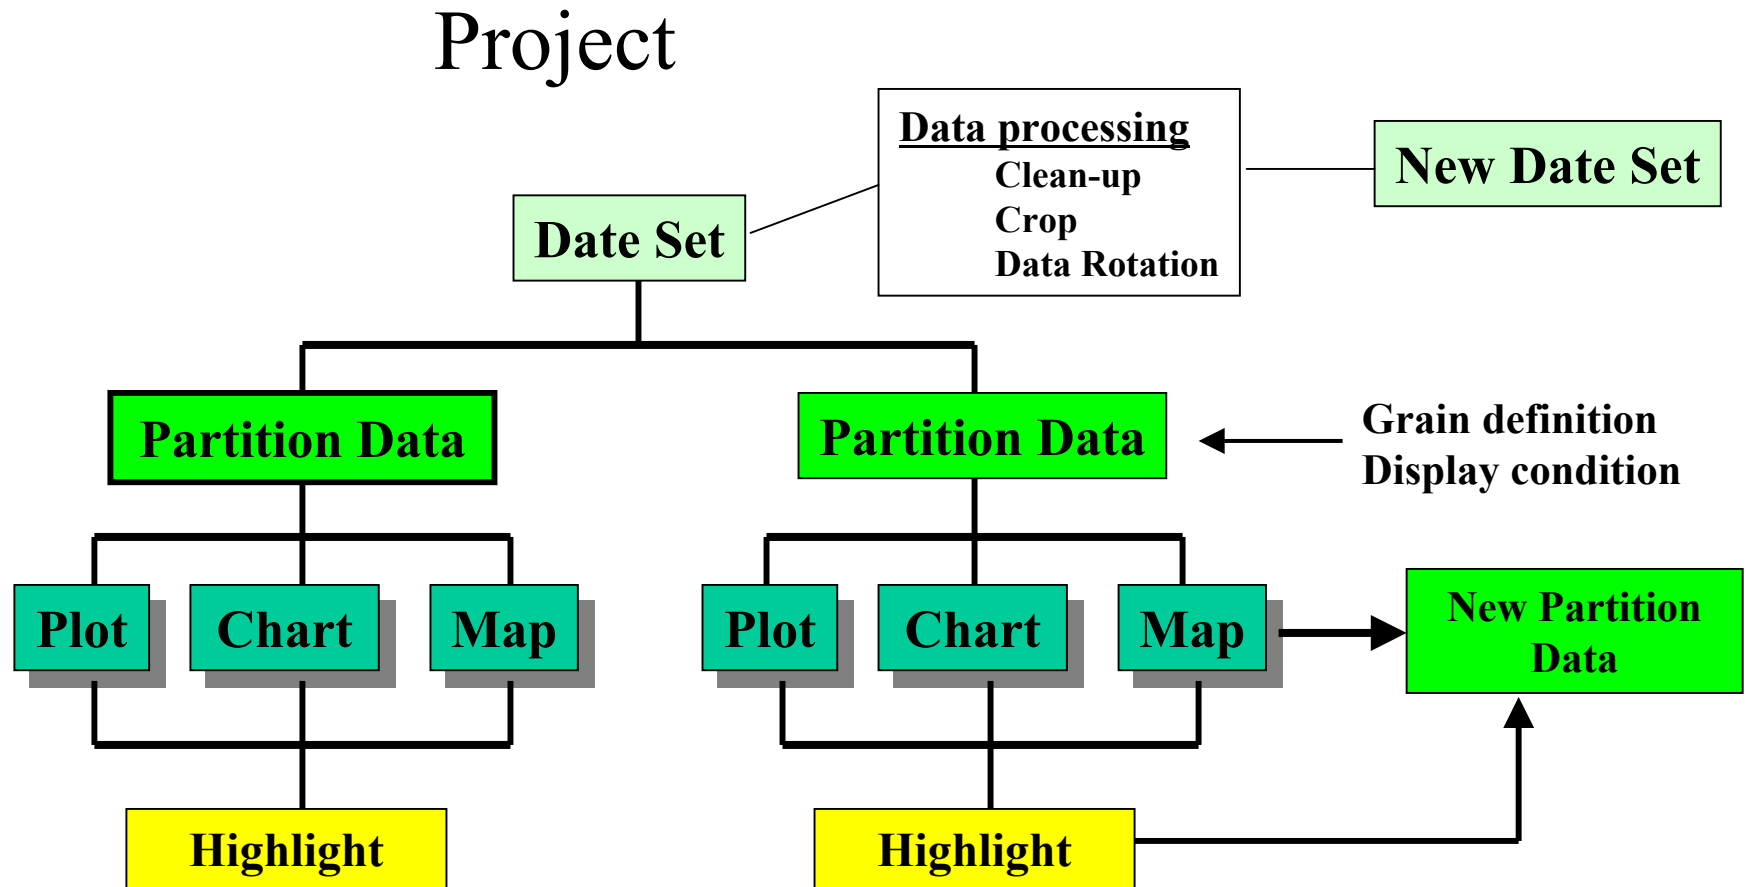 Project
Data processing
Clean-up
Crop
Data Rotation
New Date Set
Date Set
Partition Data
Partition Data
Grain definition
Display condition
Plot
Chart
Map
Plot
Chart
Map
New Partition
Data
Highlight
Highlight